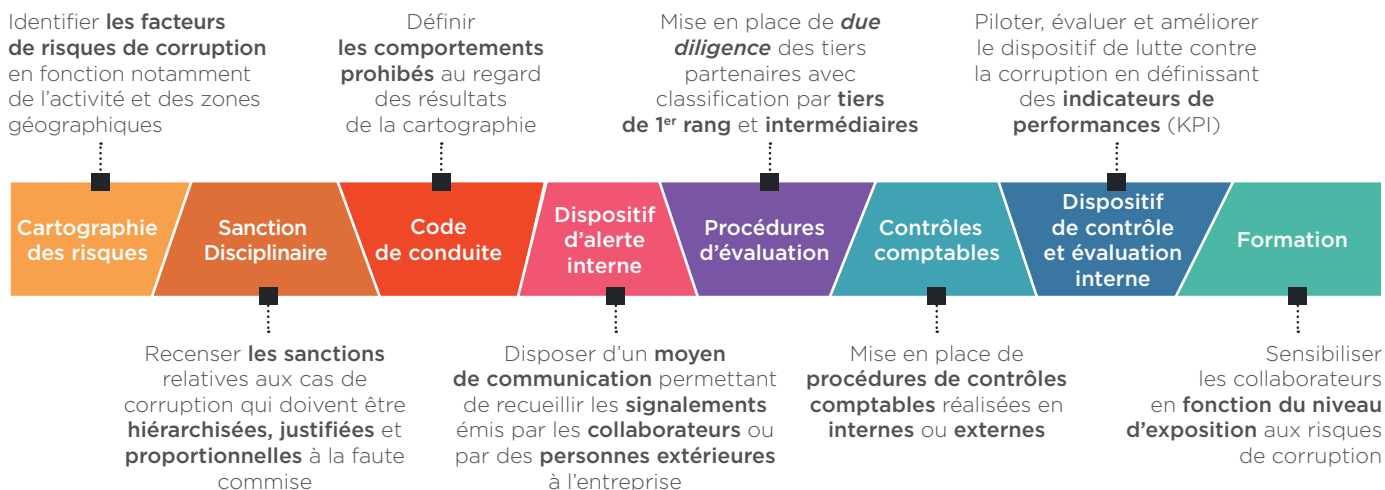 Identifier les facteurs
de risques de corruption
en fonction notamment
de l'activité et des zones
géographiques
Définir
les comportements
prohibés au regard
des résultats
de la cartographie
Mise en place de due
diligence des tiers
partenaires avec
classification par tiers
de 1er rang et intermédiaires
Piloter, évaluer et améliorer
le dispositif de lutte contre
la corruption en définissant
des indicateurs de
performances (KPI)
Cartographie
des risques
Sanction
Disciplinaire
Code
de conduite
Dispositif
d'alerte
interne
Procédures
d'évaluation
Contrôles
comptables
Dispositif
de contrôle
et évaluation
interne
Formation
Recenser les sanctions
relatives aux cas de
corruption qui doivent être
hiérarchisées, justifiées et
proportionnelles à la faute
commise
Disposer d'un moyen
de communication permettant
de recueillir les signalements
émis par les collaborateurs ou
par des personnes extérieures
à l'entreprise
Mise en place de
procédures de contrôles
comptables réalisées en
internes ou externes
Sensibiliser
les collaborateurs
en fonction du niveau
d'exposition aux risques
de corruption